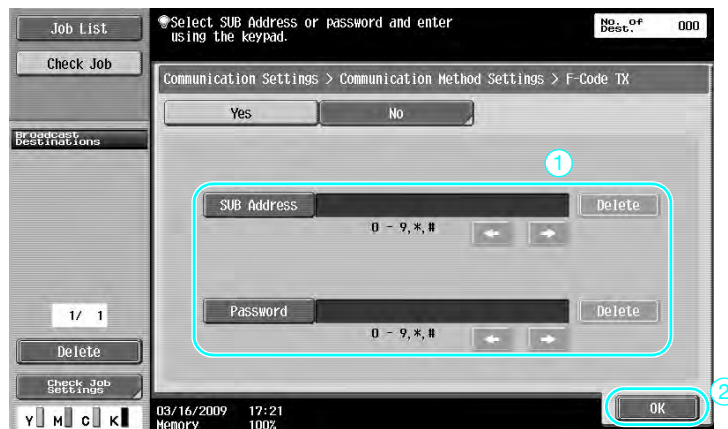 Job List
Check Job
Broadcast
Destinations
1/ 1
Delete
Check Job
Settings
Y M C K
Select SUB Address or password and enter
using the keypad.
No. of
Dest. 000
Communication Settings > Communication Method Settings > F-Code TX
Yes No
1
SUB Address Delete
0 - 9,*,#
Password Delete
0 - 9,*,#
OK
2
03/16/2009 17:21
Memory 100%